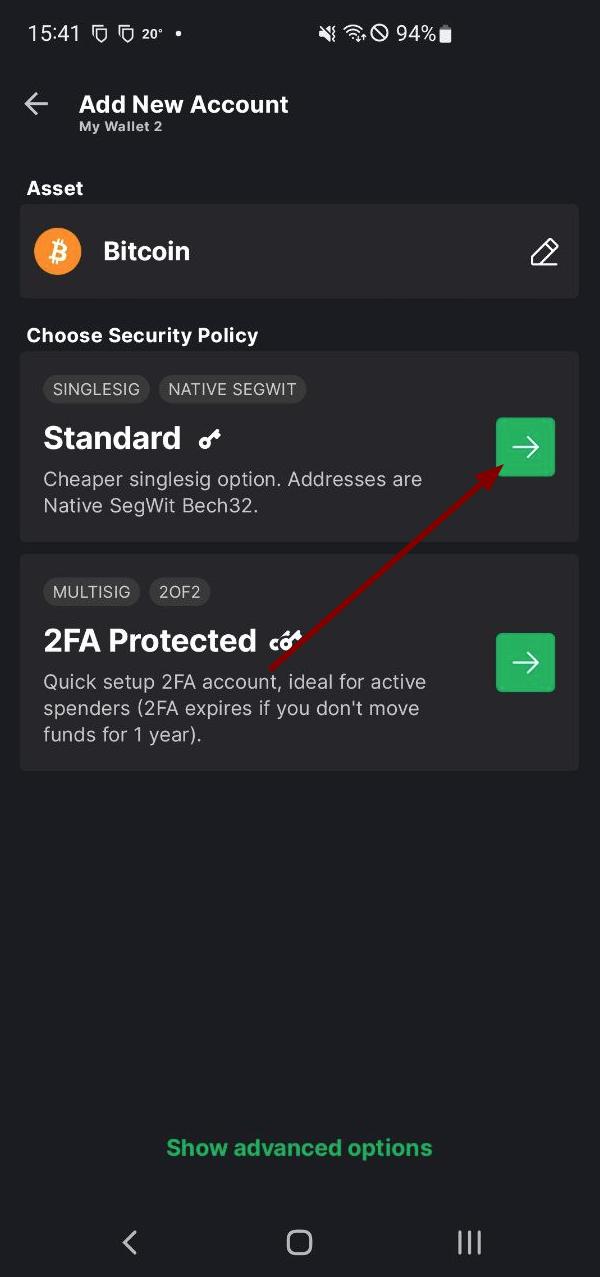 15:41 20° • 94%
Add New Account
My Wallet 2
Asset
Bitcoin
Choose Security Policy
SINGLESIG NATIVE SEGWIT
Standard
Cheaper singlesig option. Addresses are
Native SegWit Bech32.
MULTISIG 2OF2
2FA Protected
Quick setup 2FA account, ideal for active
spenders (2FA expires if you don't move
funds for 1 year).
Show advanced options